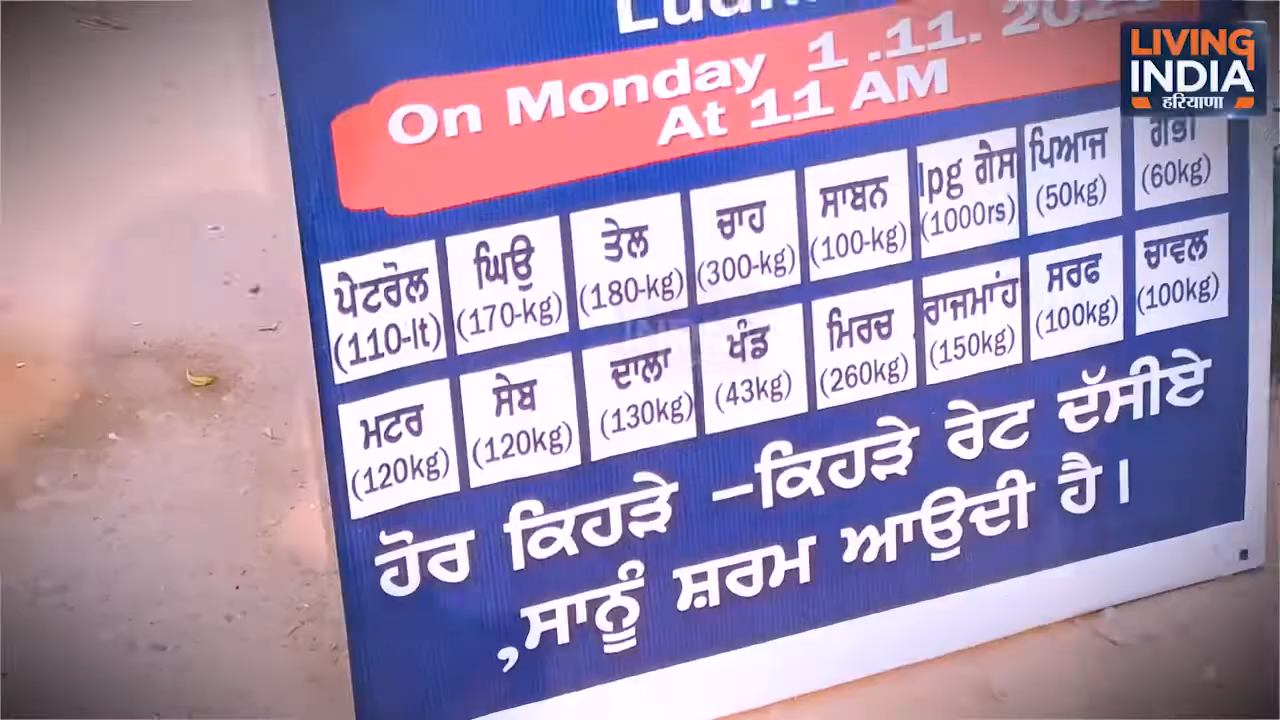 On Monday 1 .11. 202
At 11 AM
ਪੇਟਰੋਲ ਘਿਉ ਤੇਲ ਚਾਹ ਸਾਬਨ lpg ਗੇਸ ਪਿਆਜ ਗੋਭੀ
(110-lt) (170-kg) (180-kg) (300-kg) (100-kg) (1000rs) (50kg) (60kg)
ਮਟਰ ਸੇਬ ਦਾਲਾ ਖੰਡ ਮਿਰਚ ਰਾਜਮਾਂਹ ਸਰਫ ਚਾਵਲ
(120kg) (120kg) (130kg) (43kg) (260kg) (150kg) (100kg) (100kg)
ਹੋਰ ਕਿਹੜੇ –ਕਿਹੜੇ ਰੇਟ ਦੱਸੀਏ
,ਸਾਨੂੰ ਸ਼ਰਮ ਆਉਂਦੀ ਹੈ।
LIVING
INDIA
हरियाणा